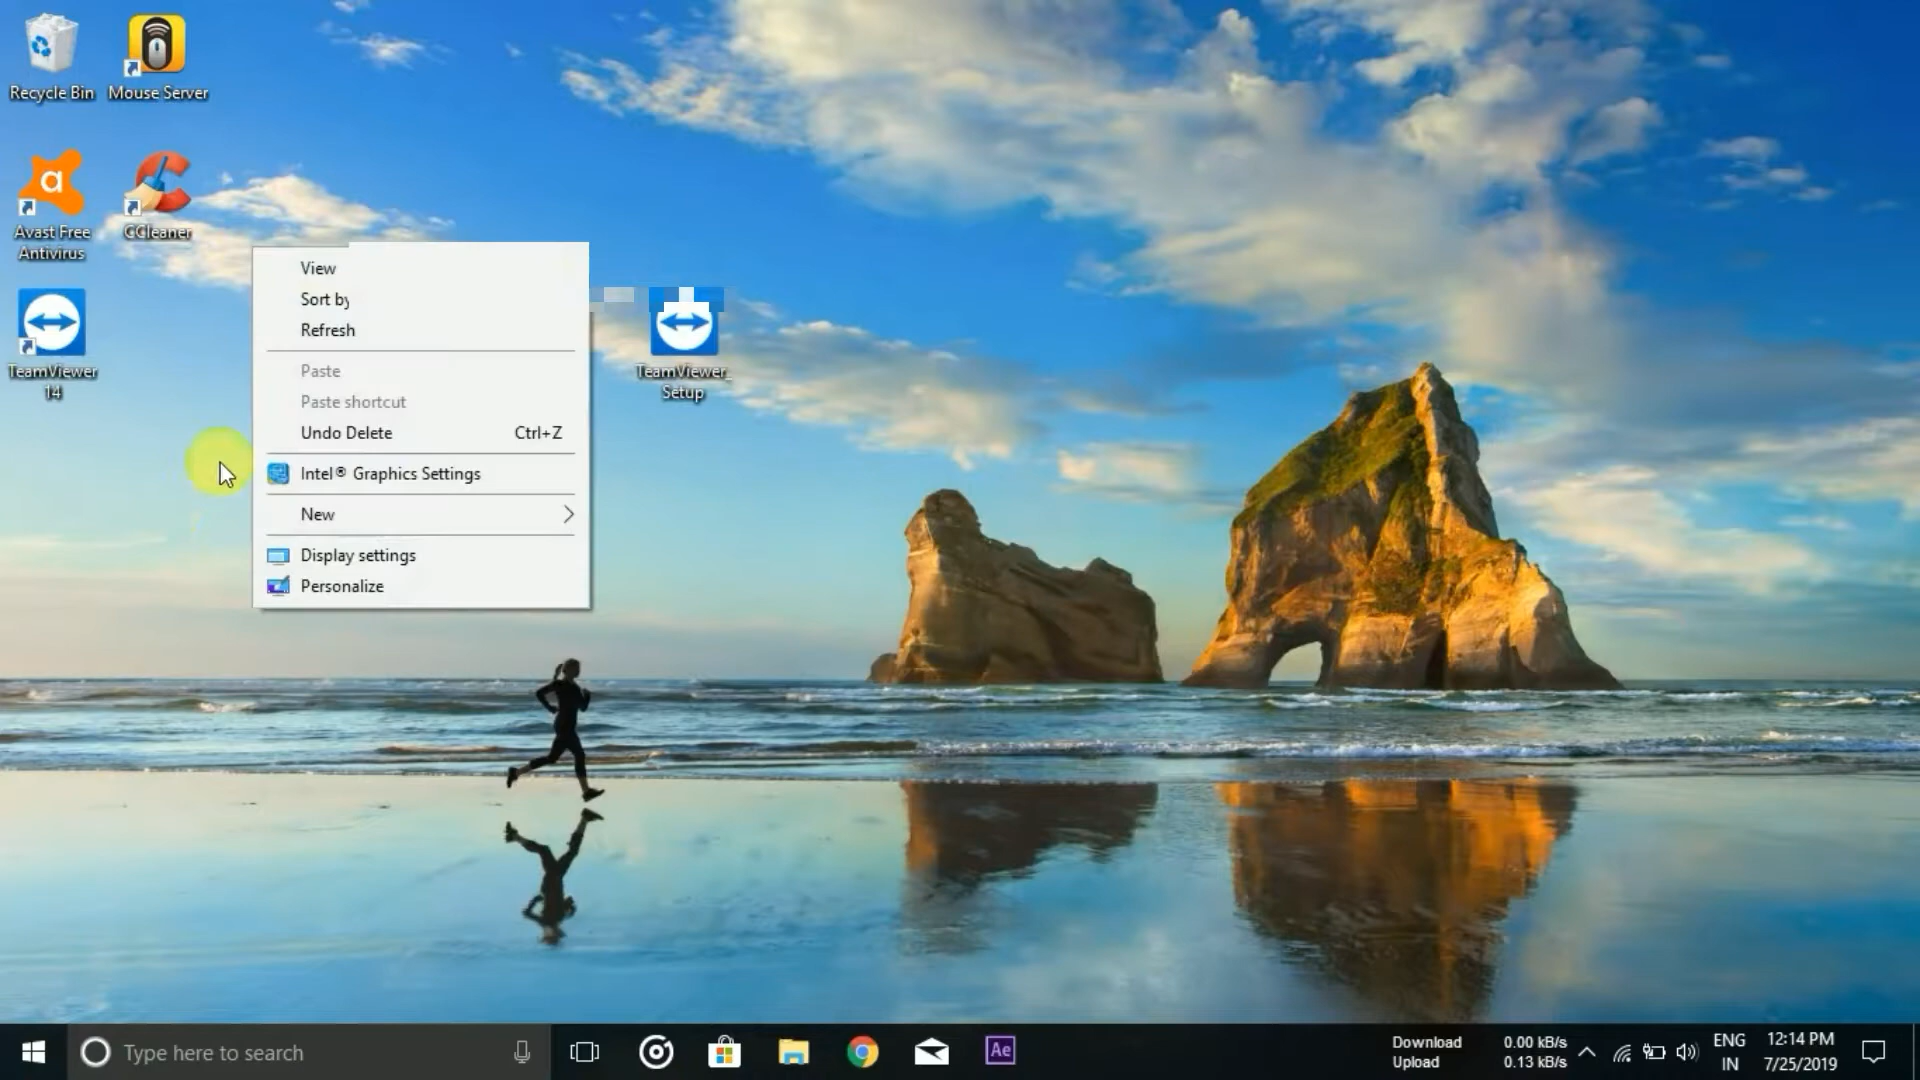 Recycle Bin
Mouse Server
Avast Free
Antivirus
CCleaner
TeamViewer
14
View
Sort by
Refresh
Paste
Paste shortcut
Undo Delete Ctrl+Z
Intel® Graphics Settings
New
Display settings
Personalize
TeamViewer_
Setup
Type here to search
Ae
Download 0.00 kB/s
Upload 0.13 kB/s
ENG
IN
12:14 PM
7/25/2019